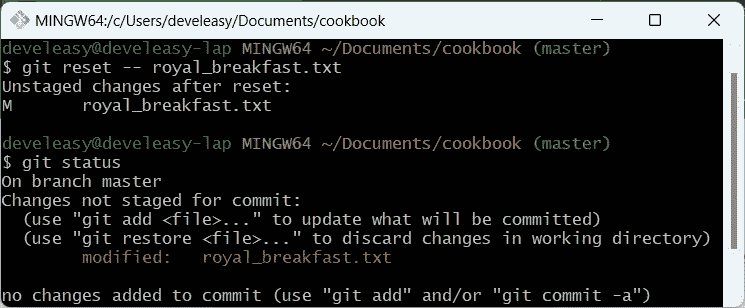 MINGW64:/c/Users/develeasy/Documents/cookbook
develeasy@develeasy-lap MINGW64 ~/Documents/cookbook (master)
$ git reset -- royal_breakfast.txt
Unstaged changes after reset:
M       royal_breakfast.txt
develeasy@develeasy-lap MINGW64 ~/Documents/cookbook (master)
$ git status
On branch master
Changes not staged for commit:
  (use "git add <file>..." to update what will be committed)
  (use "git restore <file>..." to discard changes in working directory)
        modified:   royal_breakfast.txt
no changes added to commit (use "git add" and/or "git commit -a")